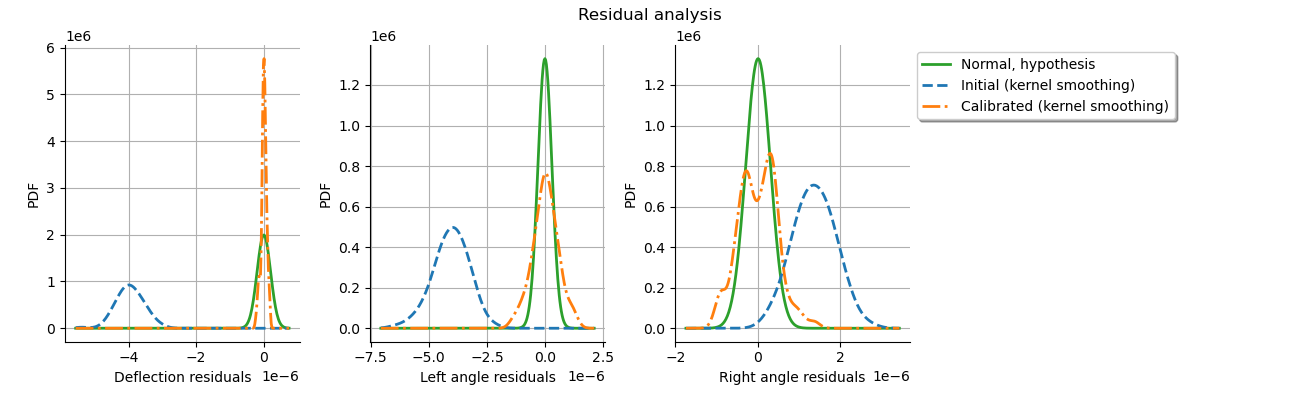 Residual analysis
1e6
6
5
4
3
2
1
0
PDF
−4
−2
0
1e−6
Deflection residuals
1e6
1.2
1.0
0.8
0.6
0.4
0.2
0.0
PDF
−7.5
−5.0
−2.5
0.0
2.5
1e−6
Left angle residuals
1e6
1.2
1.0
0.8
0.6
0.4
0.2
0.0
PDF
−2
0
2
1e−6
Right angle residuals
Normal, hypothesis
Initial (kernel smoothing)
Calibrated (kernel smoothing)